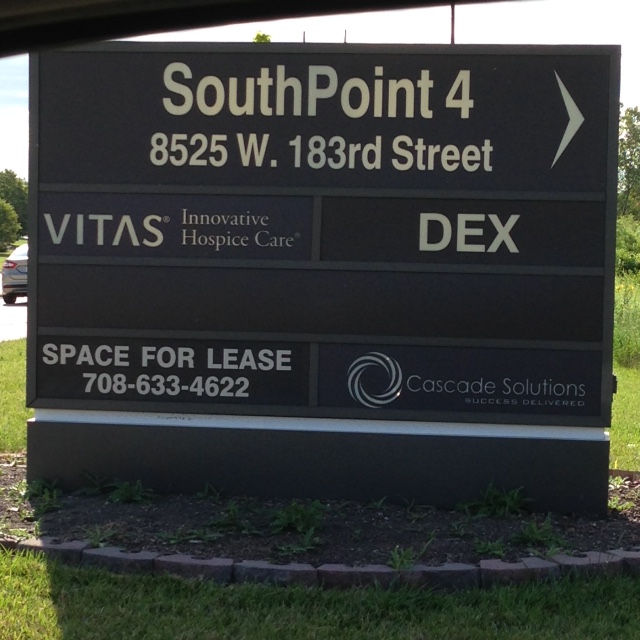 SouthPoint 4
8525 W. 183rd Street
VITAS® Innovative
Hospice Care®
DEX
SPACE FOR LEASE
708-633-4622
Cascade Solutions
SUCCESS DELIVERED